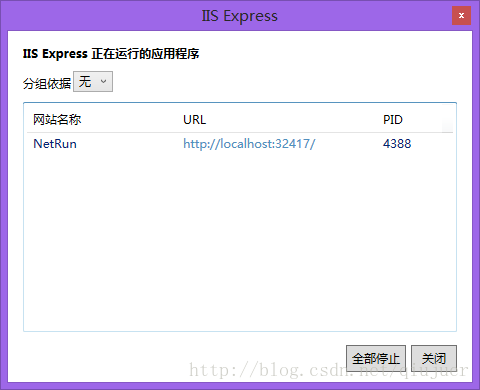 IIS Express
x
IIS Express 正在运行的应用程序
分组依据 无
网站名称 URL PID
NetRun http://localhost:32417/ 4388
全部停止 关闭
http://blog.csdn.net/qiujuer